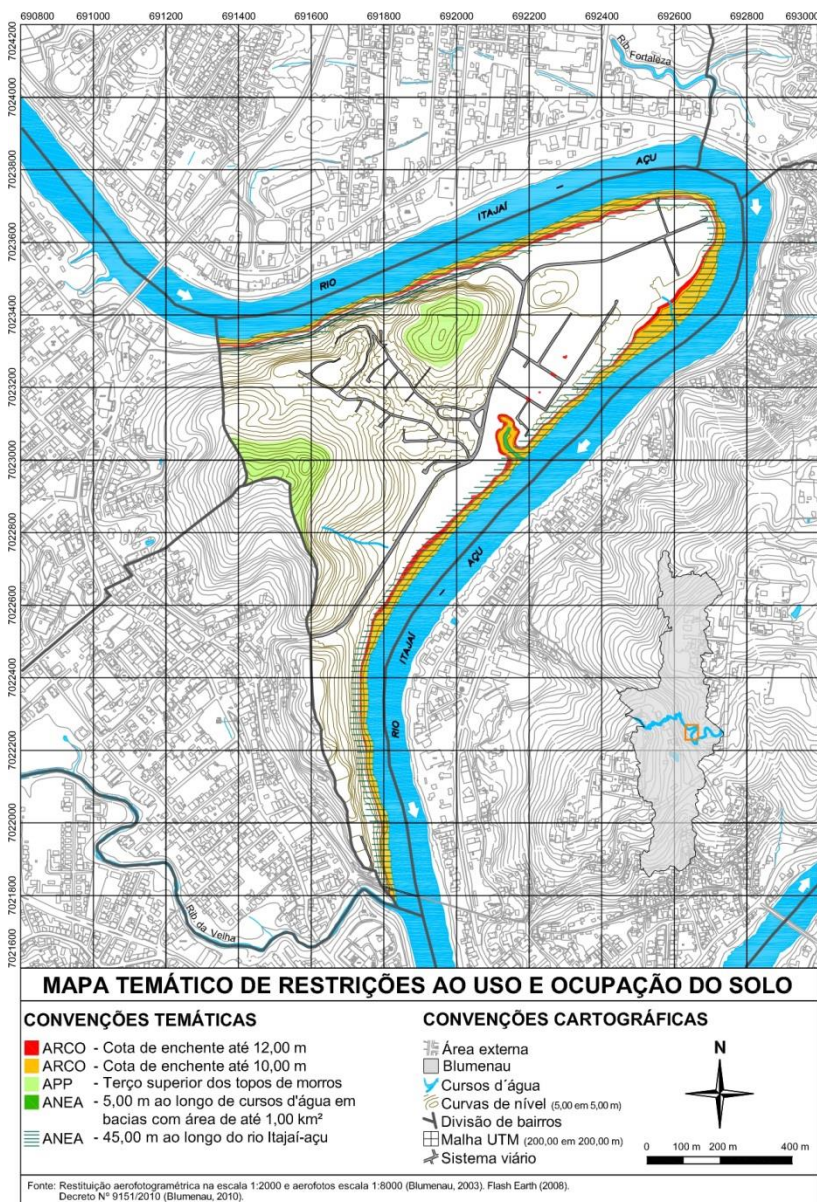 690800 691000 691200 691400 691600 691800 692000 692200 692400 692600 692800 693000
7024200
7024000
7023800
7023600
7023400
7023200
7023000
7022800
7022600
7022400
7022200
7022000
7021800
7021600
Rib. Fortaleza
RIO ITAJAÍ - AÇU
RIO ITAJAÍ - AÇU
Rib. da Velha
MAPA TEMÁTICO DE RESTRIÇÕES AO USO E OCUPAÇÃO DO SOLO
CONVENÇÕES TEMÁTICAS
ARCO - Cota de enchente até 12,00 m
ARCO - Cota de enchente até 10,00 m
APP - Terço superior dos topos de morros
ANEA - 5,00 m ao longo de cursos d'água em
bacias com área de até 1,00 km²
ANEA - 45,00 m ao longo do rio Itajaí-açu
CONVENÇÕES CARTOGRÁFICAS
Área externa
Blumenau
Cursos d´água
Curvas de nível (5,00 em 5,00 m)
Divisão de bairros
Malha UTM (200,00 em 200,00 m)
Sistema viário
N
0 100 m 200 m 400 m
Fonte: Restituição aerofotogramétrica na escala 1:2000 e aerofotos escala 1:8000 (Blumenau, 2003). Flash Earth (2008).
Decreto Nº 9151/2010 (Blumenau, 2010).